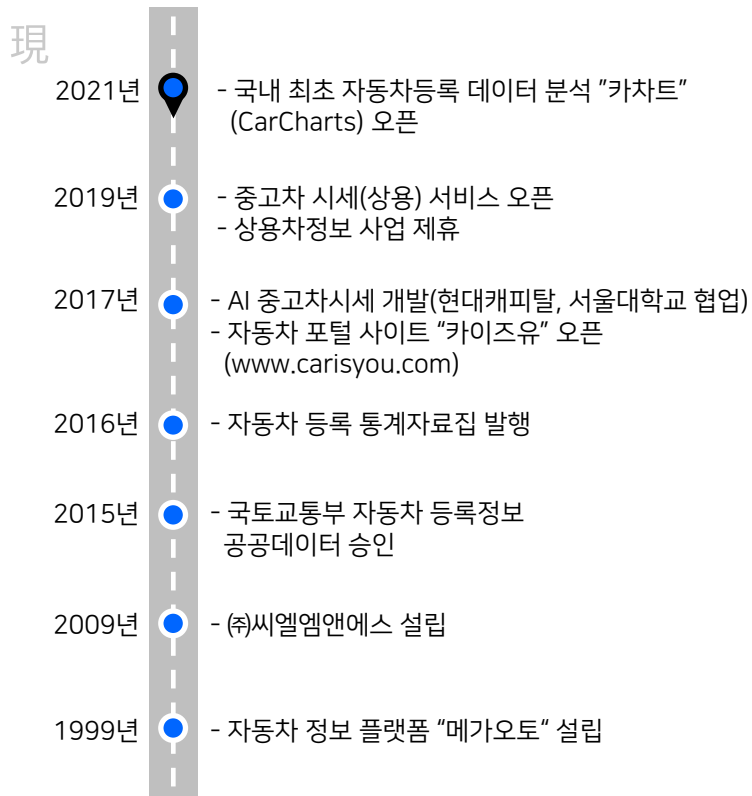 現
2021년 - 국내 최초 자동차등록 데이터 분석 ”카차트”
(CarCharts) 오픈
2019년 - 중고차 시세(상용) 서비스 오픈
- 상용차정보 사업 제휴
2017년 - AI 중고차시세 개발(현대캐피탈, 서울대학교 협업)
- 자동차 포털 사이트 “카이즈유” 오픈
(www.carisyou.com)
2016년 - 자동차 등록 통계자료집 발행
2015년 - 국토교통부 자동차 등록정보
공공데이터 승인
2009년 - ㈜씨엘엠앤에스 설립
1999년 - 자동차 정보 플랫폼 “메가오토“ 설립